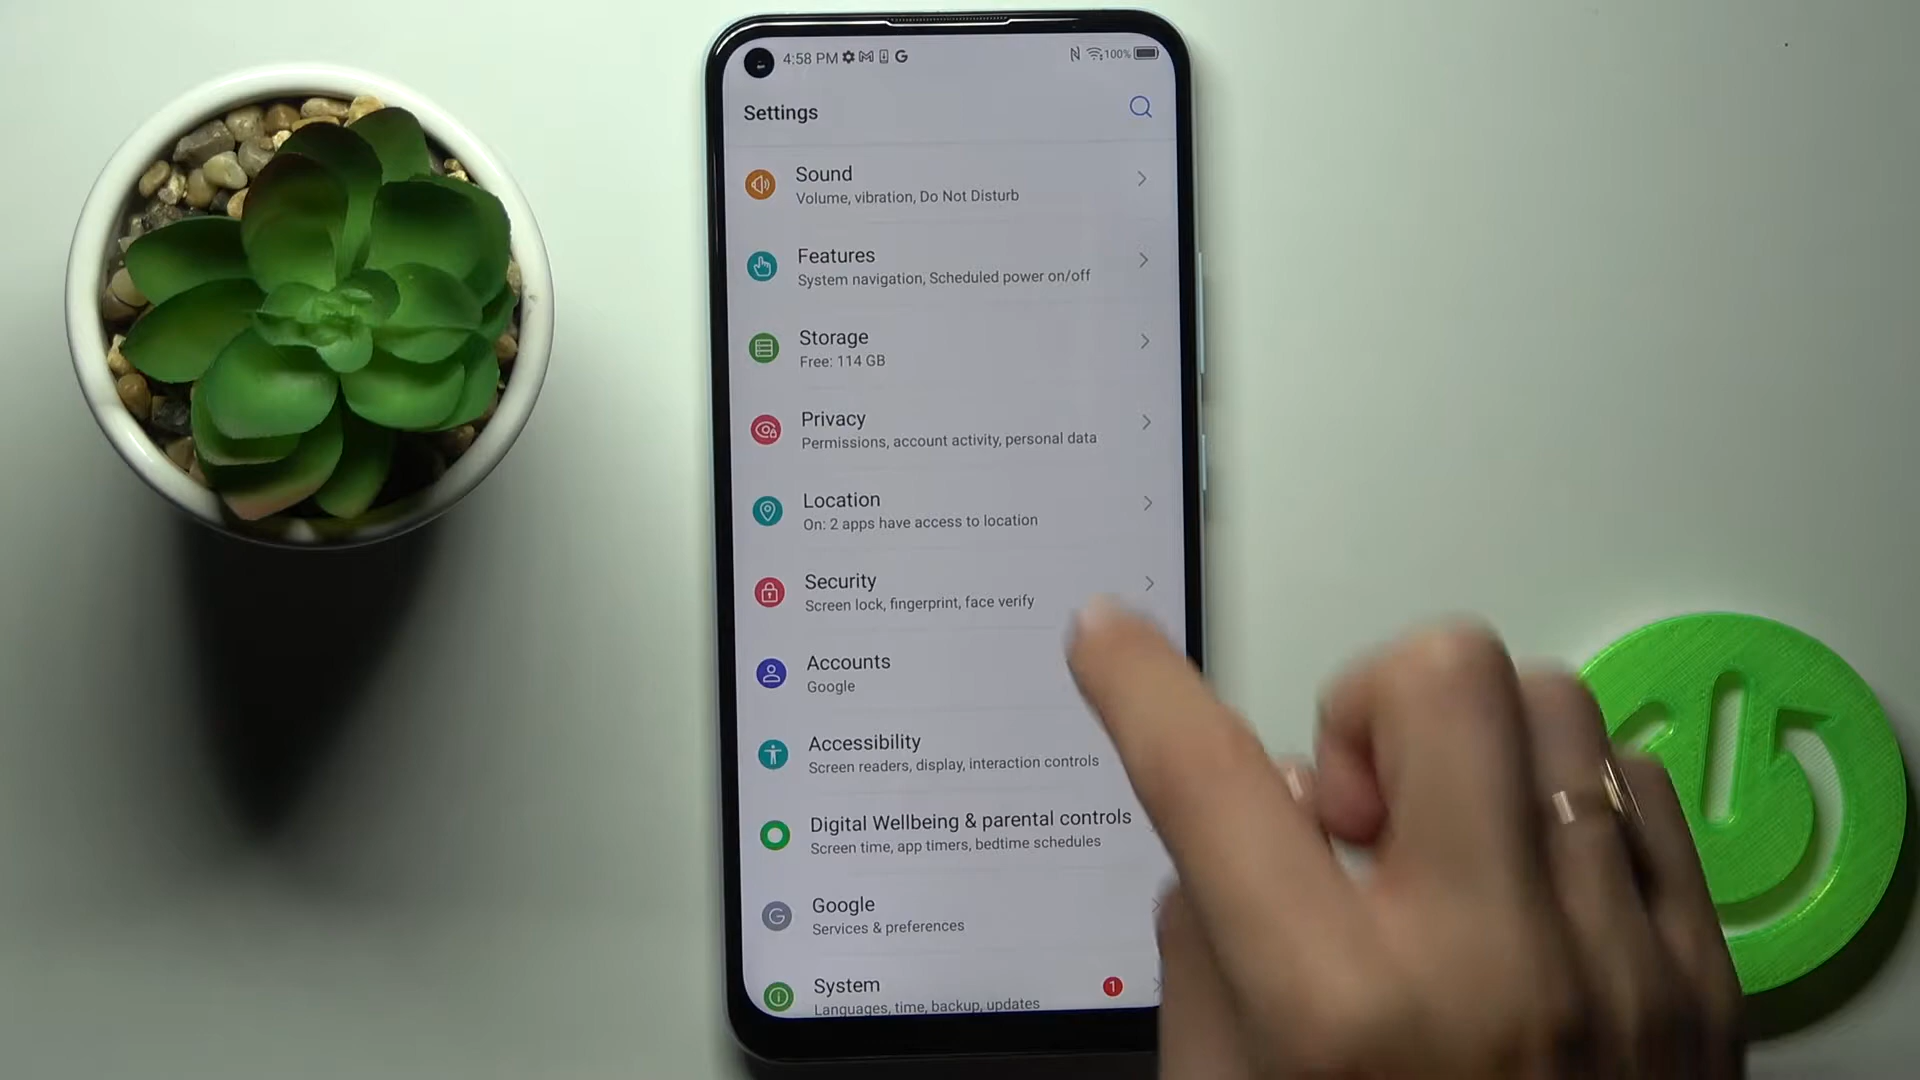 4:58 PM
100%
Settings
Sound
Volume, vibration, Do Not Disturb
Features
System navigation, Scheduled power on/off
Storage
Free: 114 GB
Privacy
Permissions, account activity, personal data
Location
On: 2 apps have access to location
Security
Screen lock, fingerprint, face verify
Accounts
Google
Accessibility
Screen readers, display, interaction controls
Digital Wellbeing & parental controls
Screen time, app timers, bedtime schedules
Google
Services & preferences
System
1
Languages, time, backup, updates